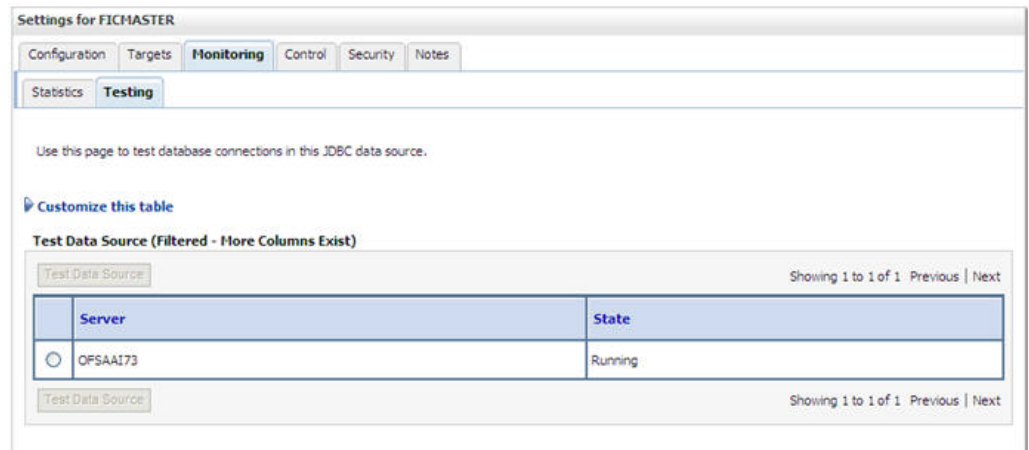 Settings for FICMASTER
Configuration Targets Monitoring Control Security Notes
Statistics Testing
Use this page to test database connections in this JDBC data source.
Customize this table
Test Data Source (Filtered - More Columns Exist)
Test Data Source Showing 1 to 1 of 1 Previous | Next
Server State
OFSAAI73 Running
Test Data Source Showing 1 to 1 of 1 Previous | Next